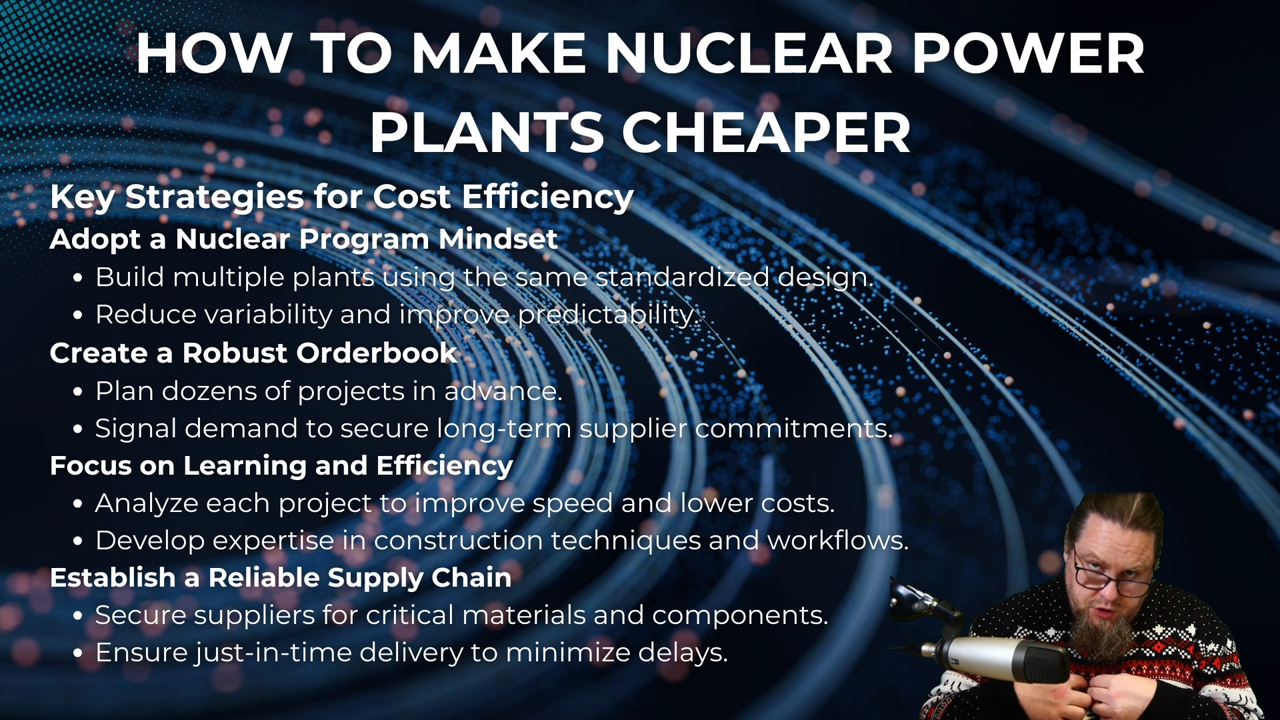 HOW TO MAKE NUCLEAR POWER
PLANTS CHEAPER
Key Strategies for Cost Efficiency
Adopt a Nuclear Program Mindset
• Build multiple plants using the same standardized design.
• Reduce variability and improve predictability.
Create a Robust Orderbook
• Plan dozens of projects in advance.
• Signal demand to secure long-term supplier commitments.
Focus on Learning and Efficiency
• Analyze each project to improve speed and lower costs.
• Develop expertise in construction techniques and workflows.
Establish a Reliable Supply Chain
• Secure suppliers for critical materials and components.
• Ensure just-in-time delivery to minimize delays.